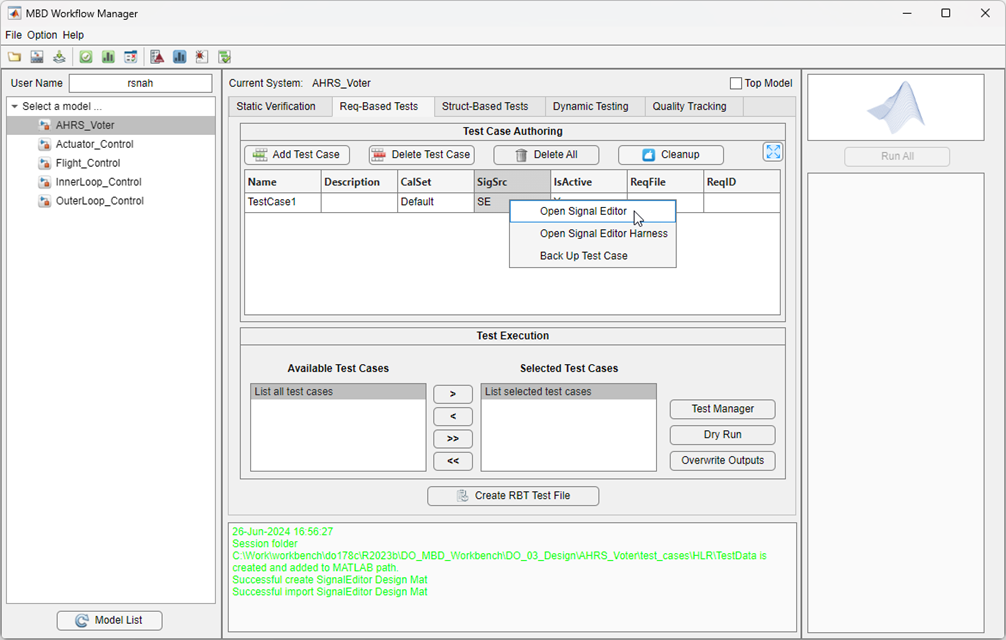 MBD Workflow Manager
File Option Help
User Name rsnah
Select a model ...
AHRS_Voter
Actuator_Control
Flight_Control
InnerLoop_Control
OuterLoop_Control
Model List
Current System: AHRS_Voter
Top Model
Static Verification Req-Based Tests Struct-Based Tests Dynamic Testing Quality Tracking
Test Case Authoring
Add Test Case Delete Test Case Delete All Cleanup
Name Description CalSet SigSrc IsActive ReqFile ReqID
TestCase1 Default SE
Open Signal Editor
Open Signal Editor Harness
Back Up Test Case
Test Execution
Available Test Cases Selected Test Cases
List all test cases > List selected test cases
<
>>
<<
Test Manager
Dry Run
Overwrite Outputs
Create RBT Test File
26-Jun-2024 16:56:27
Session folder
C:\Work\workbench\do178c\R2023b\DO_MBD_Workbench\DO_03_Design\AHRS_Voter\test_cases\HLR\TestData is
created and added to MATLAB path.
Successful create SignalEditor Design Mat
Successful import SignalEditor Design Mat
Run All